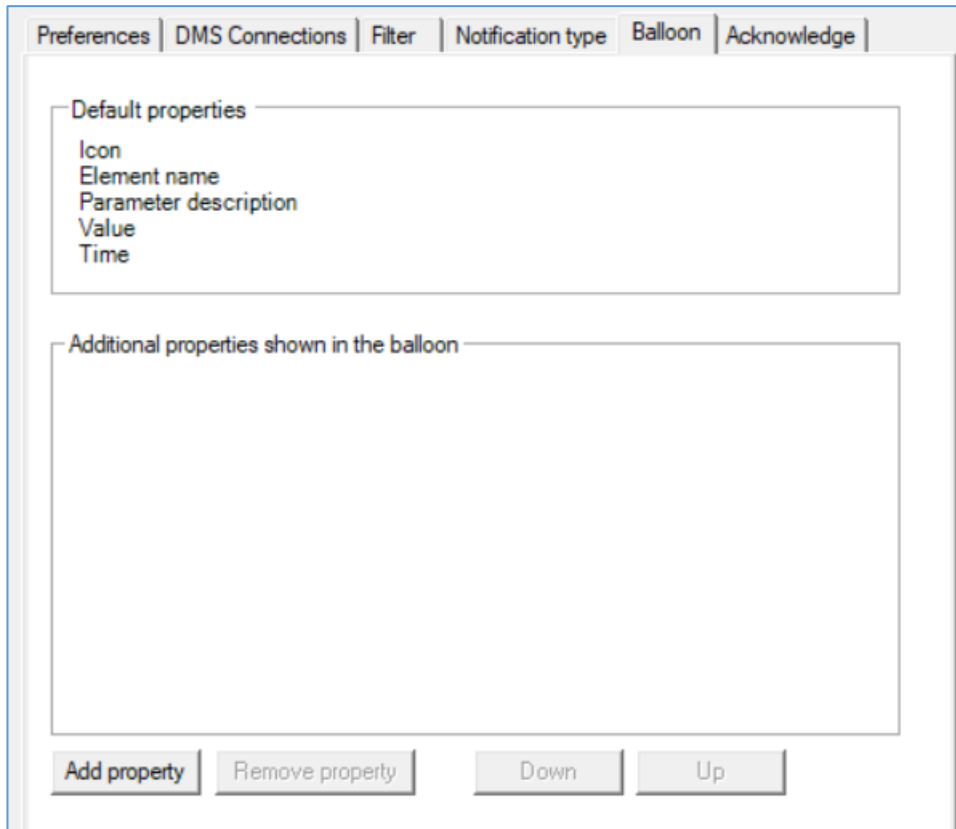 Preferences DMS Connections Filter Notification type Balloon Acknowledge
Default properties
Icon
Element name
Parameter description
Value
Time
Additional properties shown in the balloon
Add property Remove property Down Up